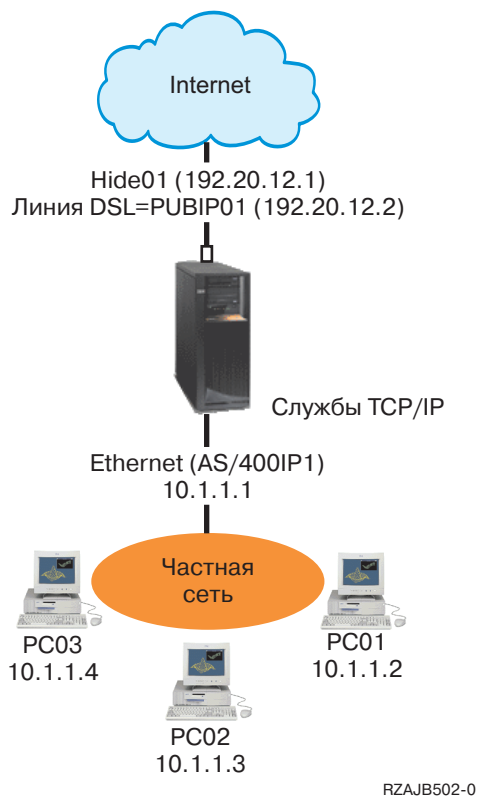 Internet
Hide01 (192.20.12.1)
Линия DSL=PUBIP01 (192.20.12.2)
Службы TCP/IP
Ethernet (AS/400IP1)
10.1.1.1
Частная
сеть
PC03
10.1.1.4
PC01
10.1.1.2
PC02
10.1.1.3
RZAJB502-0